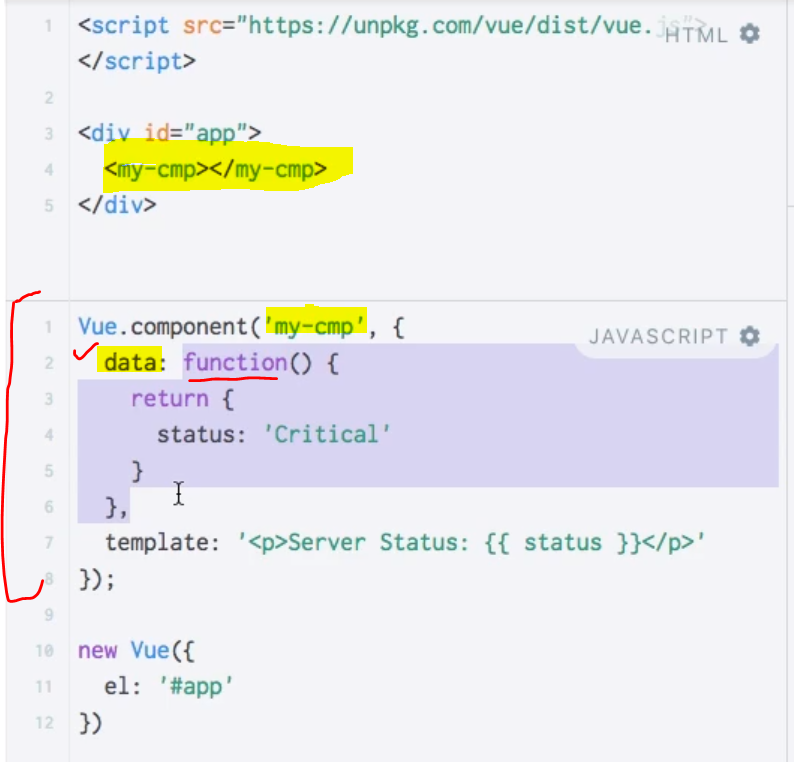 1 <script src="https://unpkg.com/vue/dist/vue.js">
HTML
</script>
2
3 <div id="app">
4 <my-cmp></my-cmp>
5 </div>
1 Vue.component('my-cmp', {
JAVASCRIPT
2 data: function() {
3 return {
4 status: 'Critical'
5 }
6 },
7 template: '<p>Server Status: {{ status }}</p>'
8 });
9
10 new Vue({
11 el: '#app'
12 })